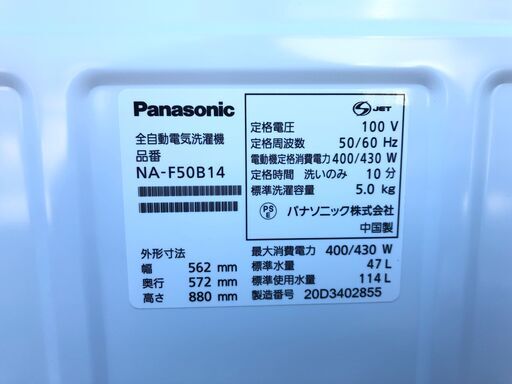 Panasonic
全自動電気洗濯機
品番
NA-F50B14
外形寸法
幅 562 mm
奥行 572 mm
高さ 880 mm
S JET
定格電圧 100 V
定格周波数 50/60 Hz
電動機定格消費電力 400/430 W
定格時間 洗いのみ 10 分
標準洗濯容量 5.0 kg
PS E パナソニック株式会社
中国製
最大消費電力 400/430 W
標準水量 47 L
標準使用水量 114 L
製造番号 20D3402855